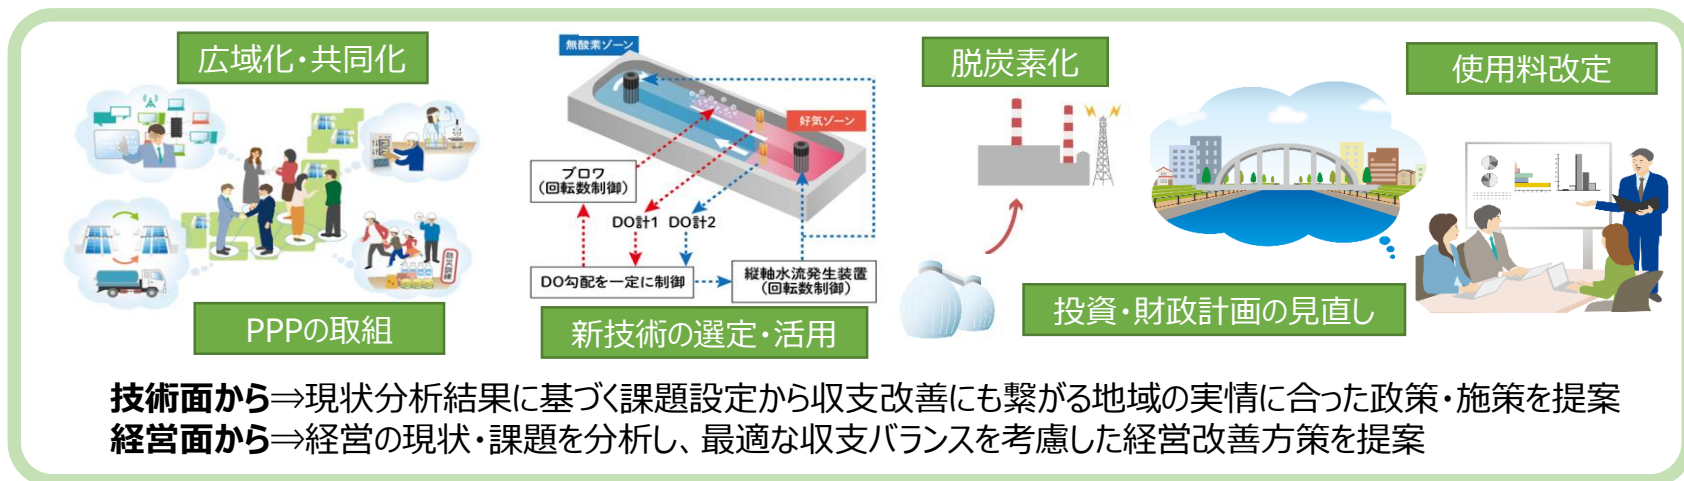 広域化・共同化
PPPの取組
防災訓練
無酸素ゾーン
好気ゾーン
ブロワ
(回転数制御)
DO計1 DO計2
DO勾配を一定に制御
縦軸水流発生装置
(回転数制御)
新技術の選定・活用
脱炭素化
投資・財政計画の見直し
使用料改定
技術面から⇒現状分析結果に基づく課題設定から収支改善にも繋がる地域の実情に合った政策・施策を提案
経営面から⇒経営の現状・課題を分析し、最適な収支バランスを考慮した経営改善方策を提案